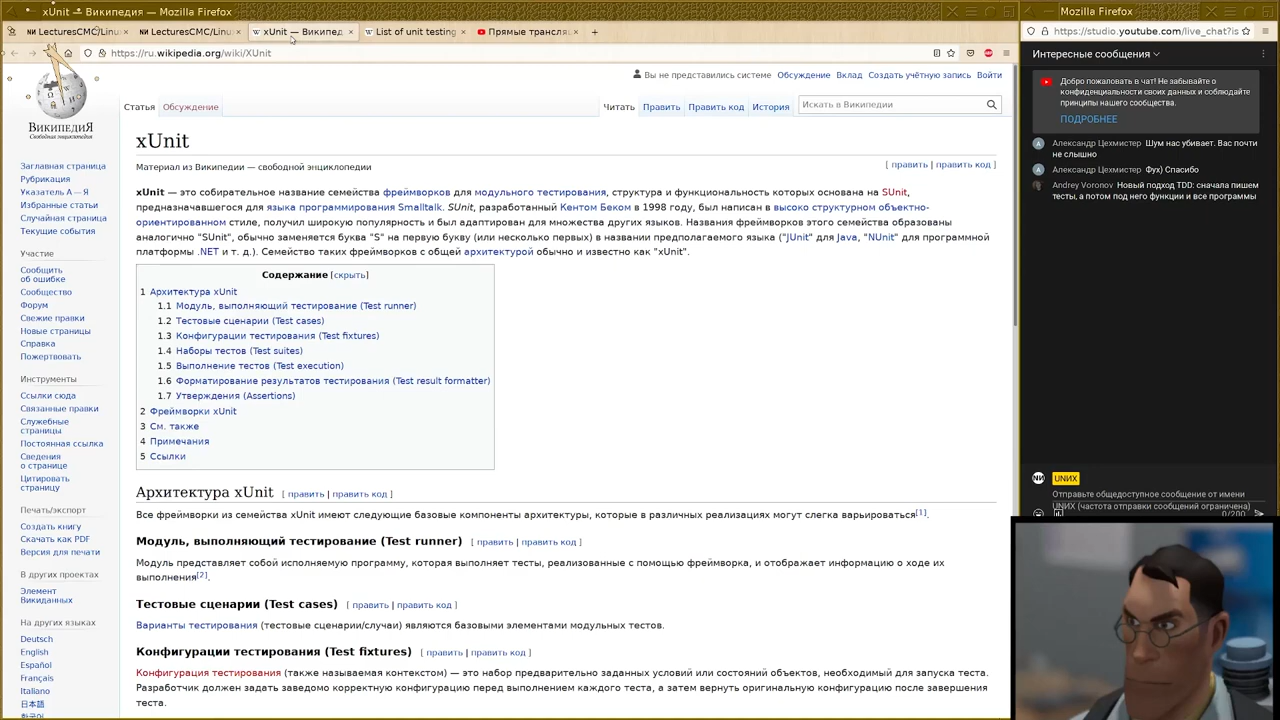 xUnit — Википедия — Mozilla Firefox
LecturesCMC/Linu
LecturesCMC/Linu
xUnit — Википед
List of unit testing
Прямые трансля
https://ru.wikipedia.org/wiki/XUnit
Вы не представились системе Обсуждение Вклад Создать учётную запись Войти
Статья Обсуждение
Читать Править Править код История
Искать в Википедии
ВикипедиЯ
Свободная энциклопедия
Заглавная страница
Рубрикация
Указатель А — Я
Избранные статьи
Случайная страница
Текущие события
Участие
Сообщить
об ошибке
Сообщество
Форум
Свежие правки
Новые страницы
Справка
Пожертвовать
Инструменты
Ссылки сюда
Связанные правки
Служебные
страницы
Постоянная ссылка
Сведения
о странице
Цитировать
страницу
Печать/экспорт
Создать книгу
Скачать как PDF
Версия для печати
В других проектах
Элемент
Викиданных
На других языках
Deutsch
English
Español
Français
Italiano
日本語
한국어
xUnit
Материал из Википедии — свободной энциклопедии
[ править | править код ]
xUnit — это собирательное название семейства фреймворков для модульного тестирования, структура и функциональность которых основана на SUnit,
предназначавшегося для языка программирования Smalltalk. SUnit, разработанный Кентом Беком в 1998 году, был написан в высоко структурном объектно-
ориентированном стиле, получил широкую популярность и был адаптирован для множества других языков. Названия фреймворков этого семейства образованы
аналогично "SUnit", обычно заменяется буква "S" на первую букву (или несколько первых) в названии предполагаемого языка ("JUnit" для Java, "NUnit" для программной
платформы .NET и т. д.). Семейство таких фреймворков с общей архитектурой обычно и известно как "xUnit".
Содержание [скрыть]
1 Архитектура xUnit
1.1 Модуль, выполняющий тестирование (Test runner)
1.2 Тестовые сценарии (Test cases)
1.3 Конфигурации тестирования (Test fixtures)
1.4 Наборы тестов (Test suites)
1.5 Выполнение тестов (Test execution)
1.6 Форматирование результатов тестирования (Test result formatter)
1.7 Утверждения (Assertions)
2 Фреймворки xUnit
3 См. также
4 Примечания
5 Ссылки
Архитектура xUnit [ править | править код ]
Все фреймворки из семейства xUnit имеют следующие базовые компоненты архитектуры, которые в различных реализациях могут слегка варьироваться[1].
Модуль, выполняющий тестирование (Test runner) [ править | править код ]
Модуль представляет собой исполняемую программу, которая выполняет тесты, реализованные с помощью фреймворка, и отображает информацию о ходе их
выполнения[2].
Тестовые сценарии (Test cases) [ править | править код ]
Варианты тестирования (тестовые сценарии/случаи) являются базовыми элементами модульных тестов.
Конфигурации тестирования (Test fixtures) [ править | править код ]
Конфигурация тестирования (также называемая контекстом) — это набор предварительно заданных условий или состояний объектов, необходимый для запуска теста.
Разработчик должен задать заведомо корректную конфигурацию перед выполнением каждого теста, а затем вернуть оригинальную конфигурацию после завершения
теста.
Mozilla Firefox
https://studio.youtube.com/live_chat?is
Интересные сообщения
Добро пожаловать в чат! Не забывайте о
конфиденциальности своих данных и соблюдайте
принципы нашего сообщества.
ПОДРОБНЕЕ
А Александр Цехмистер Шум нас убивает. Вас почти
не слышно
А Александр Цехмистер Фух) Спасибо
Andrey Voronov Новый подход TDD: сначала пишем
тесты, а потом под него функции и все программы
UNИX
Отправьте общедоступное сообщение от имени
UNИX (частота отправки сообщений ограничена)
0/200